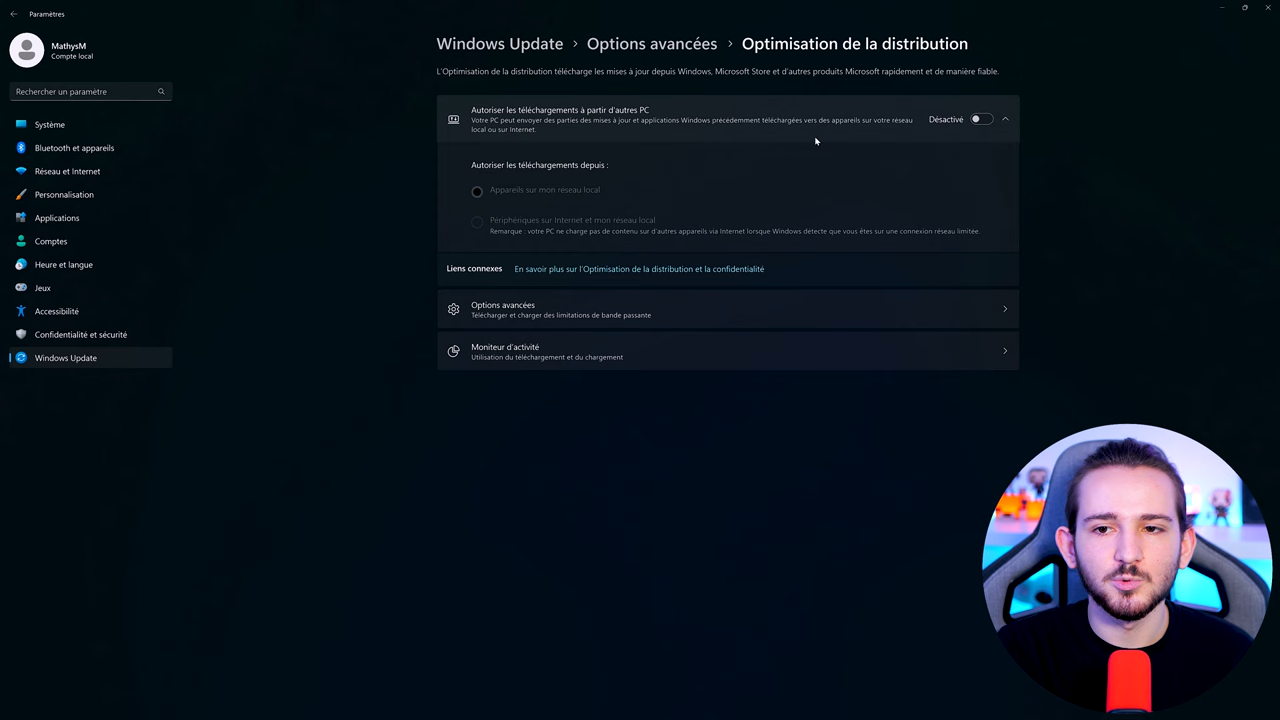 Paramètres
MathysM
Compte local
Rechercher un paramètre
Système
Bluetooth et appareils
Réseau et Internet
Personnalisation
Applications
Comptes
Heure et langue
Jeux
Accessibilité
Confidentialité et sécurité
Windows Update
Windows Update > Options avancées > Optimisation de la distribution
L'Optimisation de la distribution télécharge les mises à jour depuis Windows, Microsoft Store et d'autres produits Microsoft rapidement et de manière fiable.
Autoriser les téléchargements à partir d'autres PC
Votre PC peut envoyer des parties des mises à jour et applications Windows précédemment téléchargées vers des appareils sur votre réseau
local ou sur Internet.
Désactivé
Autoriser les téléchargements depuis :
Appareils sur mon réseau local
Périphériques sur Internet et mon réseau local
Remarque : votre PC ne charge pas de contenu sur d'autres appareils via Internet lorsque Windows détecte que vous êtes sur une connexion réseau limitée.
Liens connexes En savoir plus sur l'Optimisation de la distribution et la confidentialité
Options avancées
Télécharger et charger des limitations de bande passante
Moniteur d'activité
Utilisation du téléchargement et du chargement